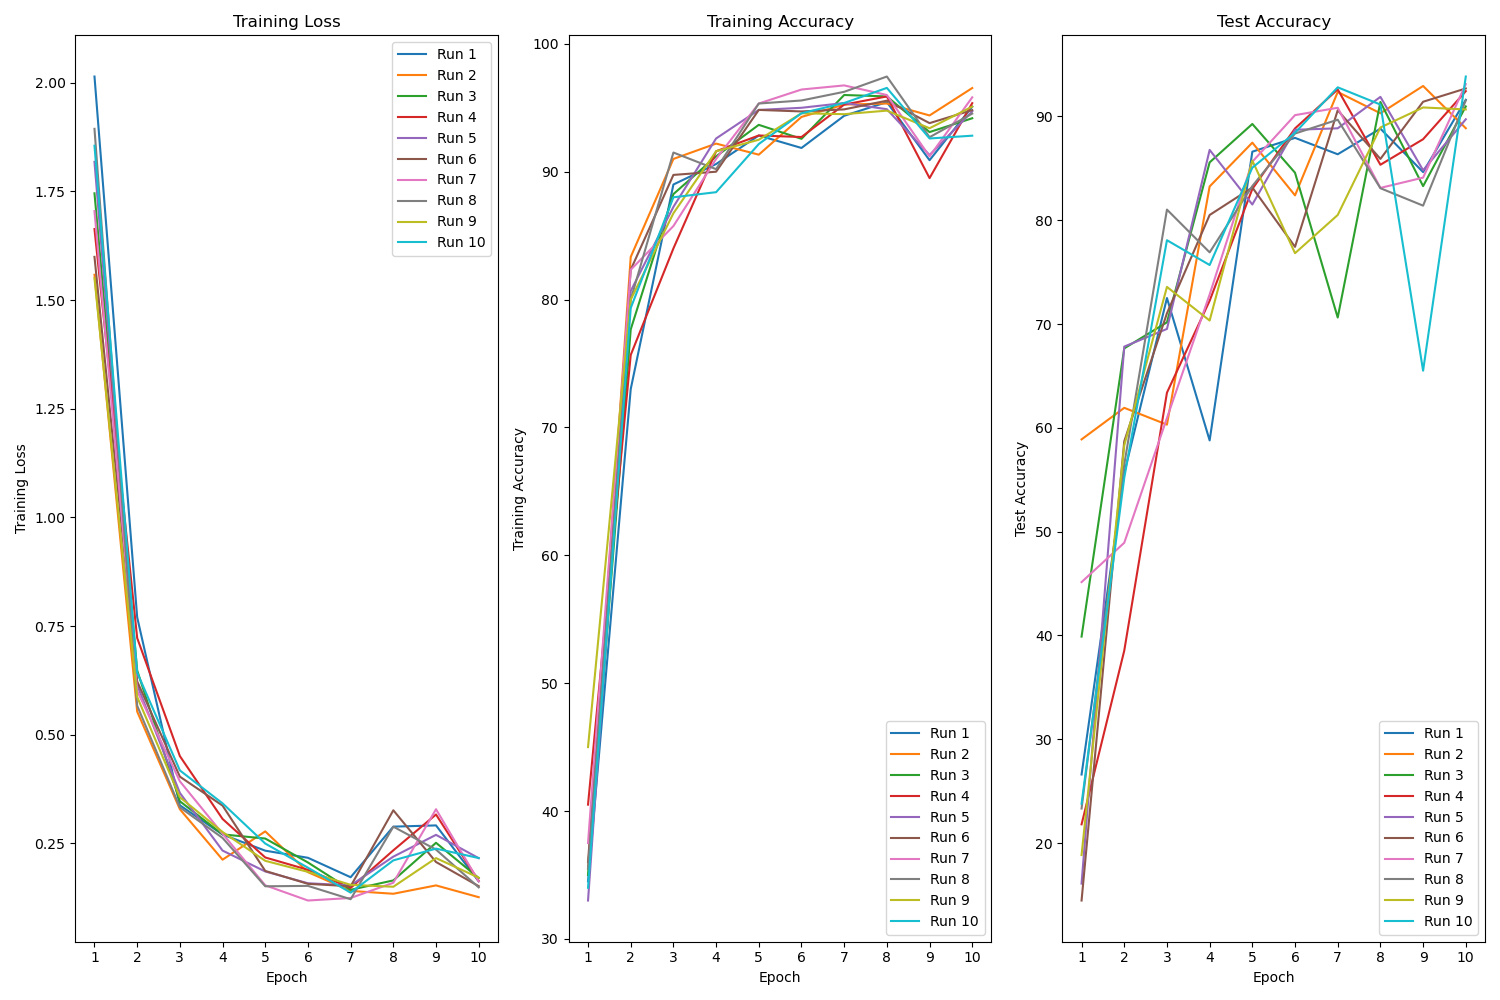 Training Loss
Training Loss
2.00
1.75
1.50
1.25
1.00
0.75
0.50
0.25
1 2 3 4 5 6 7 8 9 10
Epoch
Run 1
Run 2
Run 3
Run 4
Run 5
Run 6
Run 7
Run 8
Run 9
Run 10
Training Accuracy
Training Accuracy
100
90
80
70
60
50
40
30
1 2 3 4 5 6 7 8 9 10
Epoch
Run 1
Run 2
Run 3
Run 4
Run 5
Run 6
Run 7
Run 8
Run 9
Run 10
Test Accuracy
Test Accuracy
90
80
70
60
50
40
30
20
1 2 3 4 5 6 7 8 9 10
Epoch
Run 1
Run 2
Run 3
Run 4
Run 5
Run 6
Run 7
Run 8
Run 9
Run 10